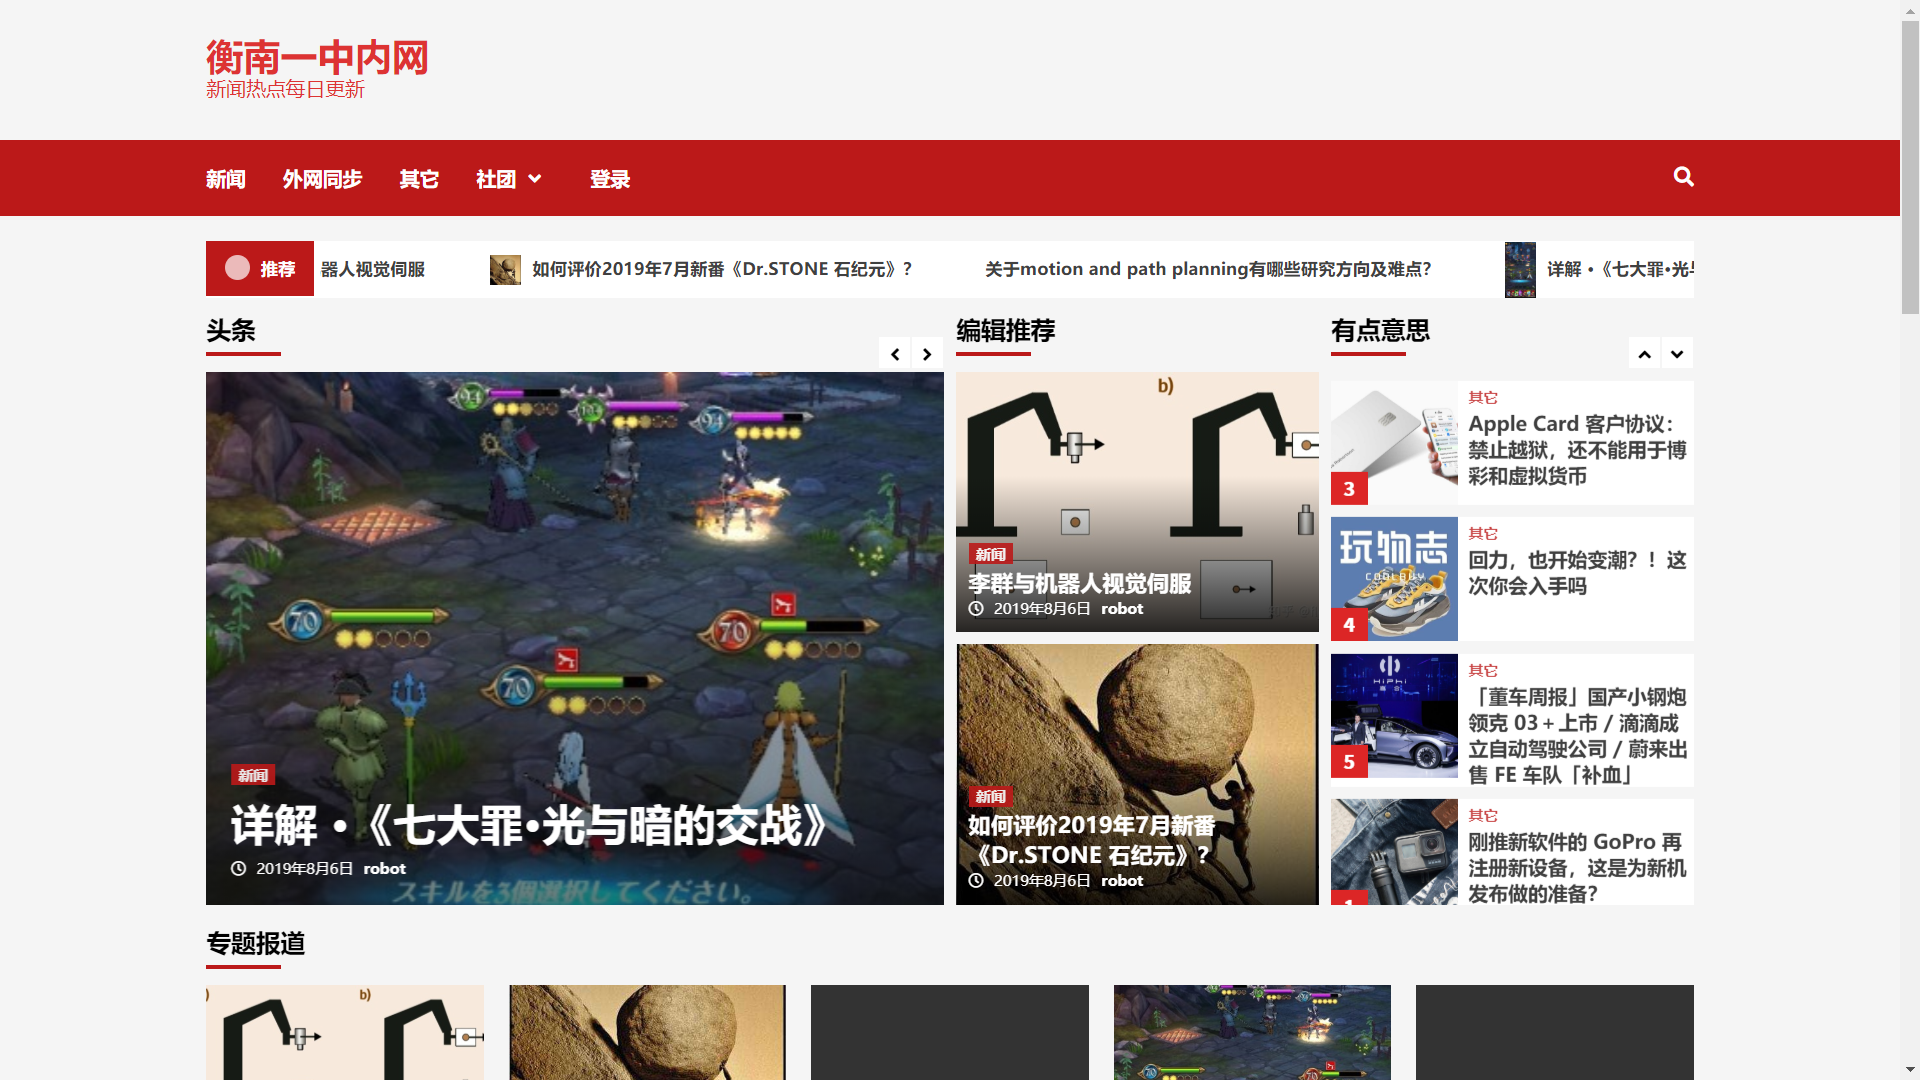 衡南一中内网
新闻热点每日更新
新闻 外网同步 其它 社团 登录
推荐 器人视觉伺服 如何评价2019年7月新番《Dr.STONE 石纪元》？ 关于motion and path planning有哪些研究方向及难点？ 详解 •《七大罪•光与
头条
编辑推荐
有点意思
94
94
70
70
70
新闻
详解 •《七大罪•光与暗的交战》
2019年8月6日 robot
スキルを3個選択してください。
b)
新闻
李群与机器人视觉伺服
2019年8月6日 robot
新闻
如何评价2019年7月新番
《Dr.STONE 石纪元》？
2019年8月6日 robot
3
其它
Apple Card 客户协议：
禁止越狱，还不能用于博
彩和虚拟货币
玩物志
COOLBUY
4
其它
回力，也开始变潮？！这
次你会入手吗
HiPhi
5
其它
「董车周报」国产小钢炮
领克 03＋上市 / 滴滴成
立自动驾驶公司 / 蔚来出
售 FE 车队「补血」
1
其它
刚推新软件的 GoPro 再
注册新设备，这是为新机
发布做的准备？
专题报道
b)
70
70